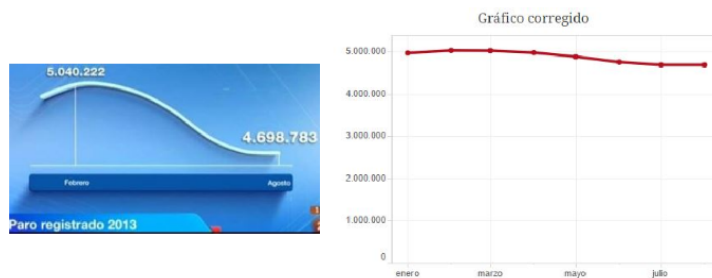 5.040.222
4.698.783
Febrero
Agosto
Paro registrado 2013
Gráfico corregido
5.000.000
4.000.000
3.000.000
2.000.000
1.000.000
0
enero
marzo
mayo
julio